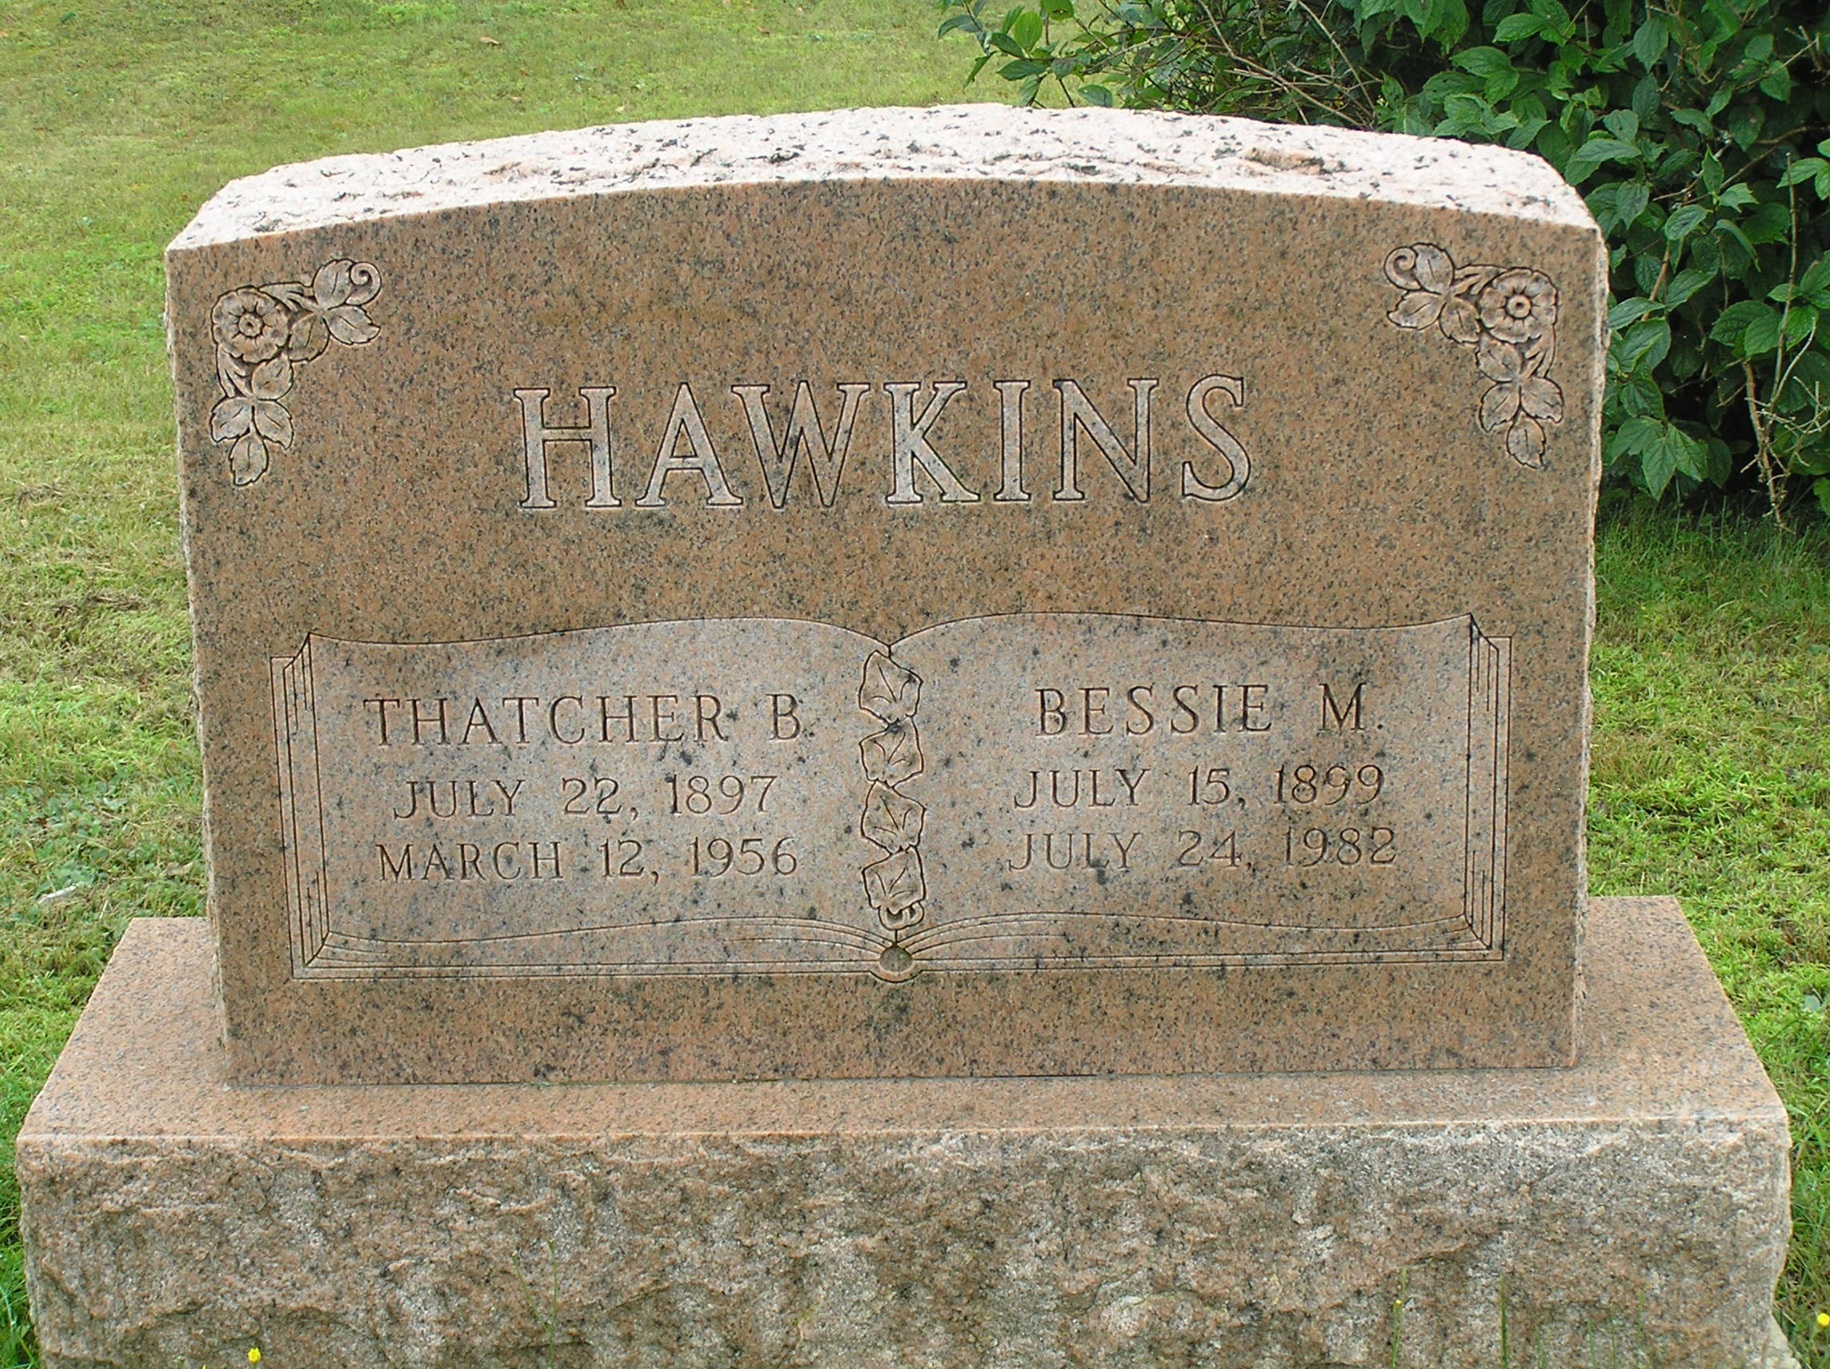 HAWKINS
THATCHER B.
JULY 22, 1897
MARCH 12, 1956
BESSIE M.
JULY 15, 1899
JULY 24, 1982